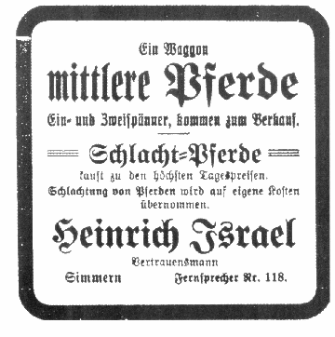 Ein Waggon
mittlere Pferde
Ein- und Zweispänner, kommen zum Verkauf.
Schlacht-Pferde
kauft zu den höchsten Tagespreisen.
Schlachtung von Pferden wird auf eigene Kosten
übernommen.
Heinrich Israel
Vertrauensmann
Simmern Fernsprecher Nr. 118.